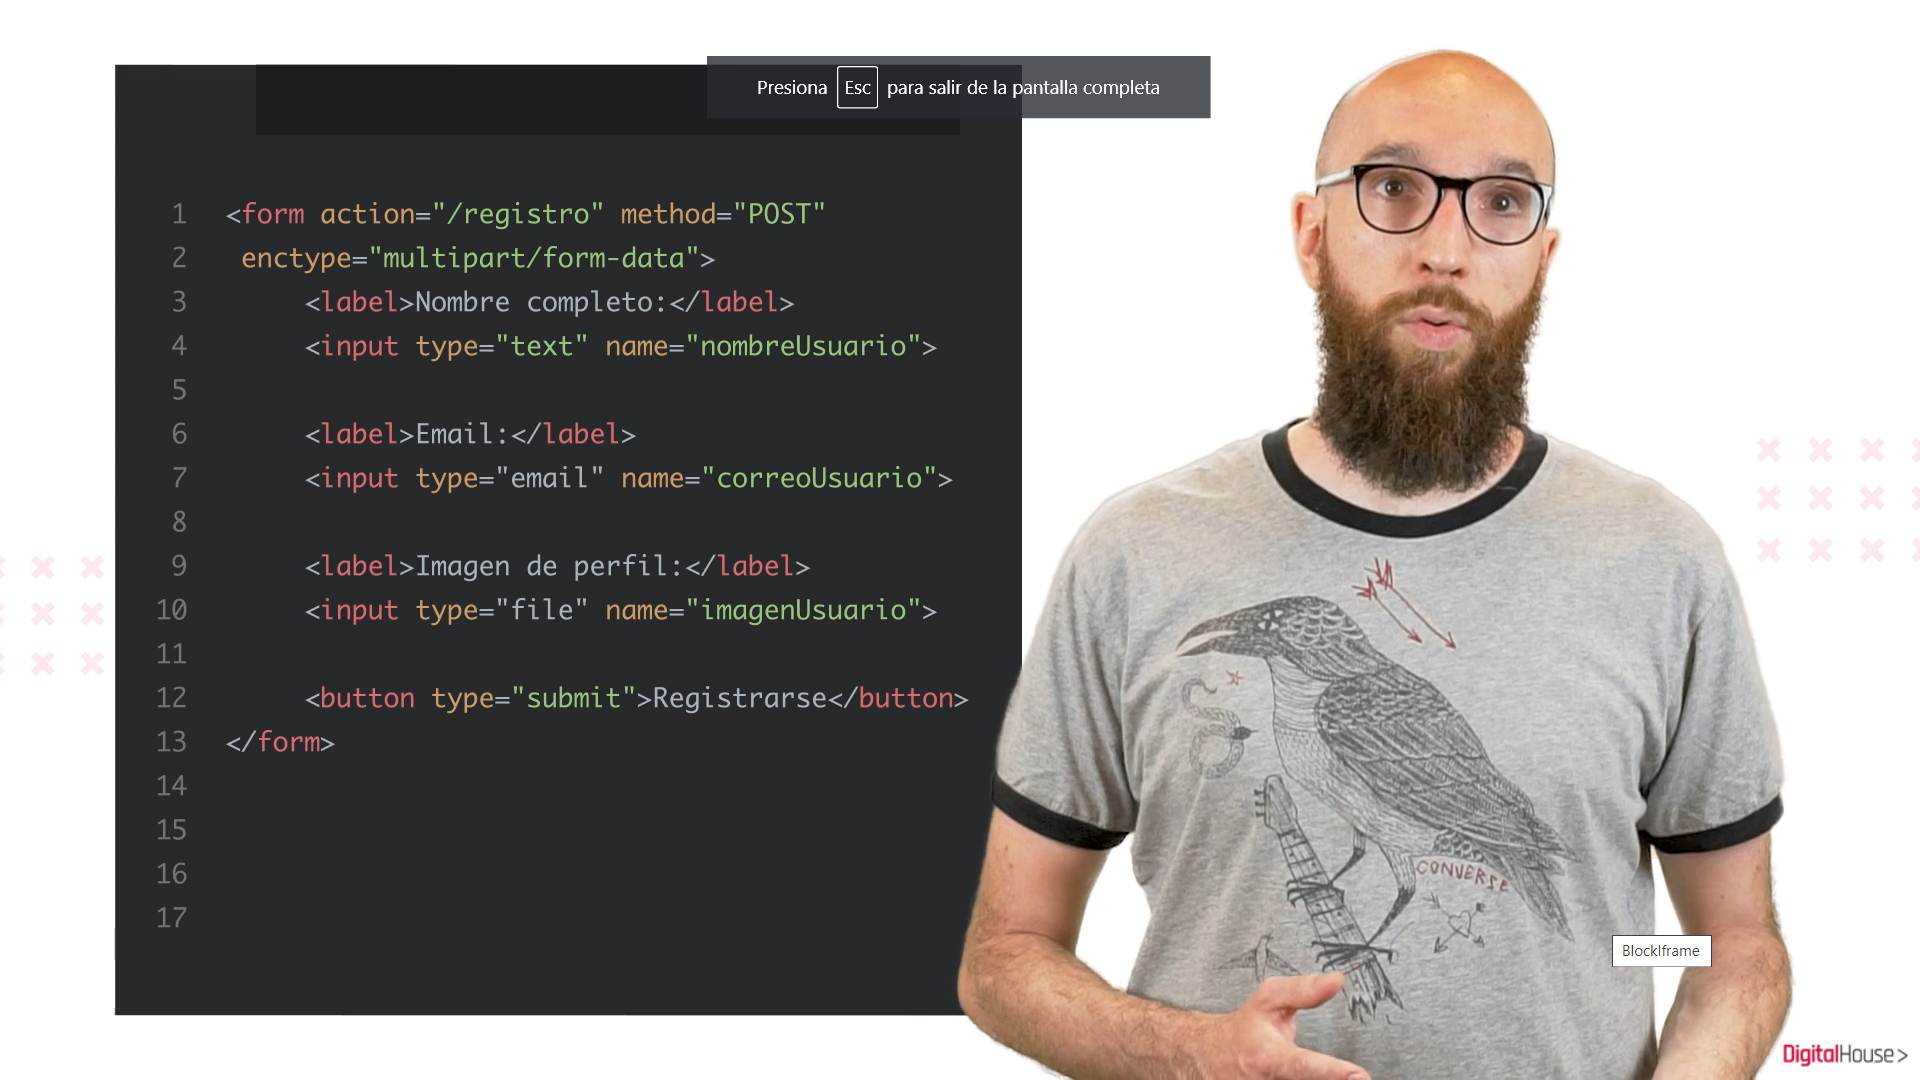 Presiona Esc para salir de la pantalla completa
1 <form action="/registro" method="POST"
2 enctype="multipart/form-data">
3 <label>Nombre completo:</label>
4 <input type="text" name="nombreUsuario">
5
6 <label>Email:</label>
7 <input type="email" name="correoUsuario">
8
9 <label>Imagen de perfil:</label>
10 <input type="file" name="imagenUsuario">
11
12 <button type="submit">Registrarse</button>
13 </form>
14
15
16
17
CONVERSE
BlockIframe
DigitalHouse>